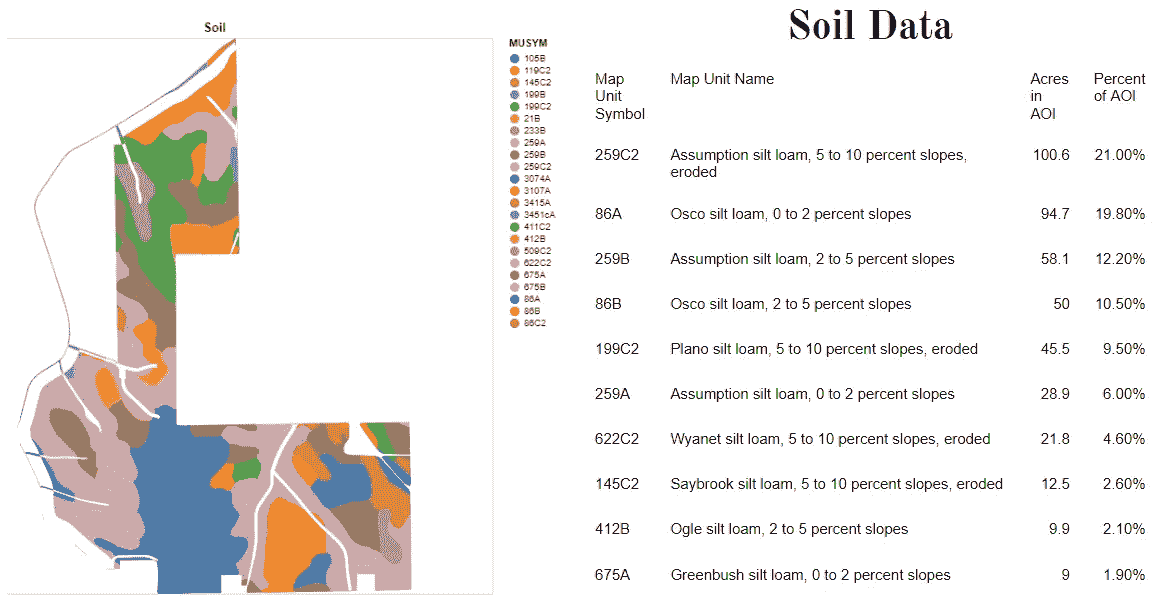 Soil
MUSYM
105B
119C2
145C2
199B
199C2
21B
233B
259A
259B
259C2
3074A
3107A
3415A
3451cA
411C2
412B
509C2
622C2
675A
675B
86A
86B
86C2
Soil Data
Map Unit Name
Acres
Percent
Map
Unit
Symbol
in
AOI
of AOI
259C2 Assumption silt loam, 5 to 10 percent slopes, 100.6 21.00%
eroded
86A Osco silt loam, 0 to 2 percent slopes 94.7 19.80%
259B Assumption silt loam, 2 to 5 percent slopes 58.1 12.20%
86B Osco silt loam, 2 to 5 percent slopes 50 10.50%
199C2 Plano silt loam, 5 to 10 percent slopes, eroded 45.5 9.50%
259A Assumption silt loam, 0 to 2 percent slopes 28.9 6.00%
622C2 Wyanet silt loam, 5 to 10 percent slopes, eroded 21.8 4.60%
145C2 Saybrook silt loam, 5 to 10 percent slopes, eroded 12.5 2.60%
412B Ogle silt loam, 2 to 5 percent slopes 9.9 2.10%
675A Greenbush silt loam, 0 to 2 percent slopes 9 1.90%